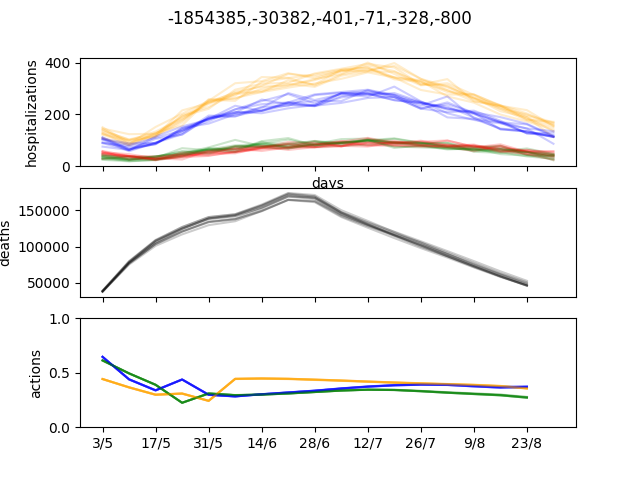 -1854385,-30382,-401,-71,-328,-800
400
200
0
hospitalizations
days
150000
100000
50000
deaths
1.0
0.5
0.0
actions
3/5 17/5 31/5 14/6 28/6 12/7 26/7 9/8 23/8